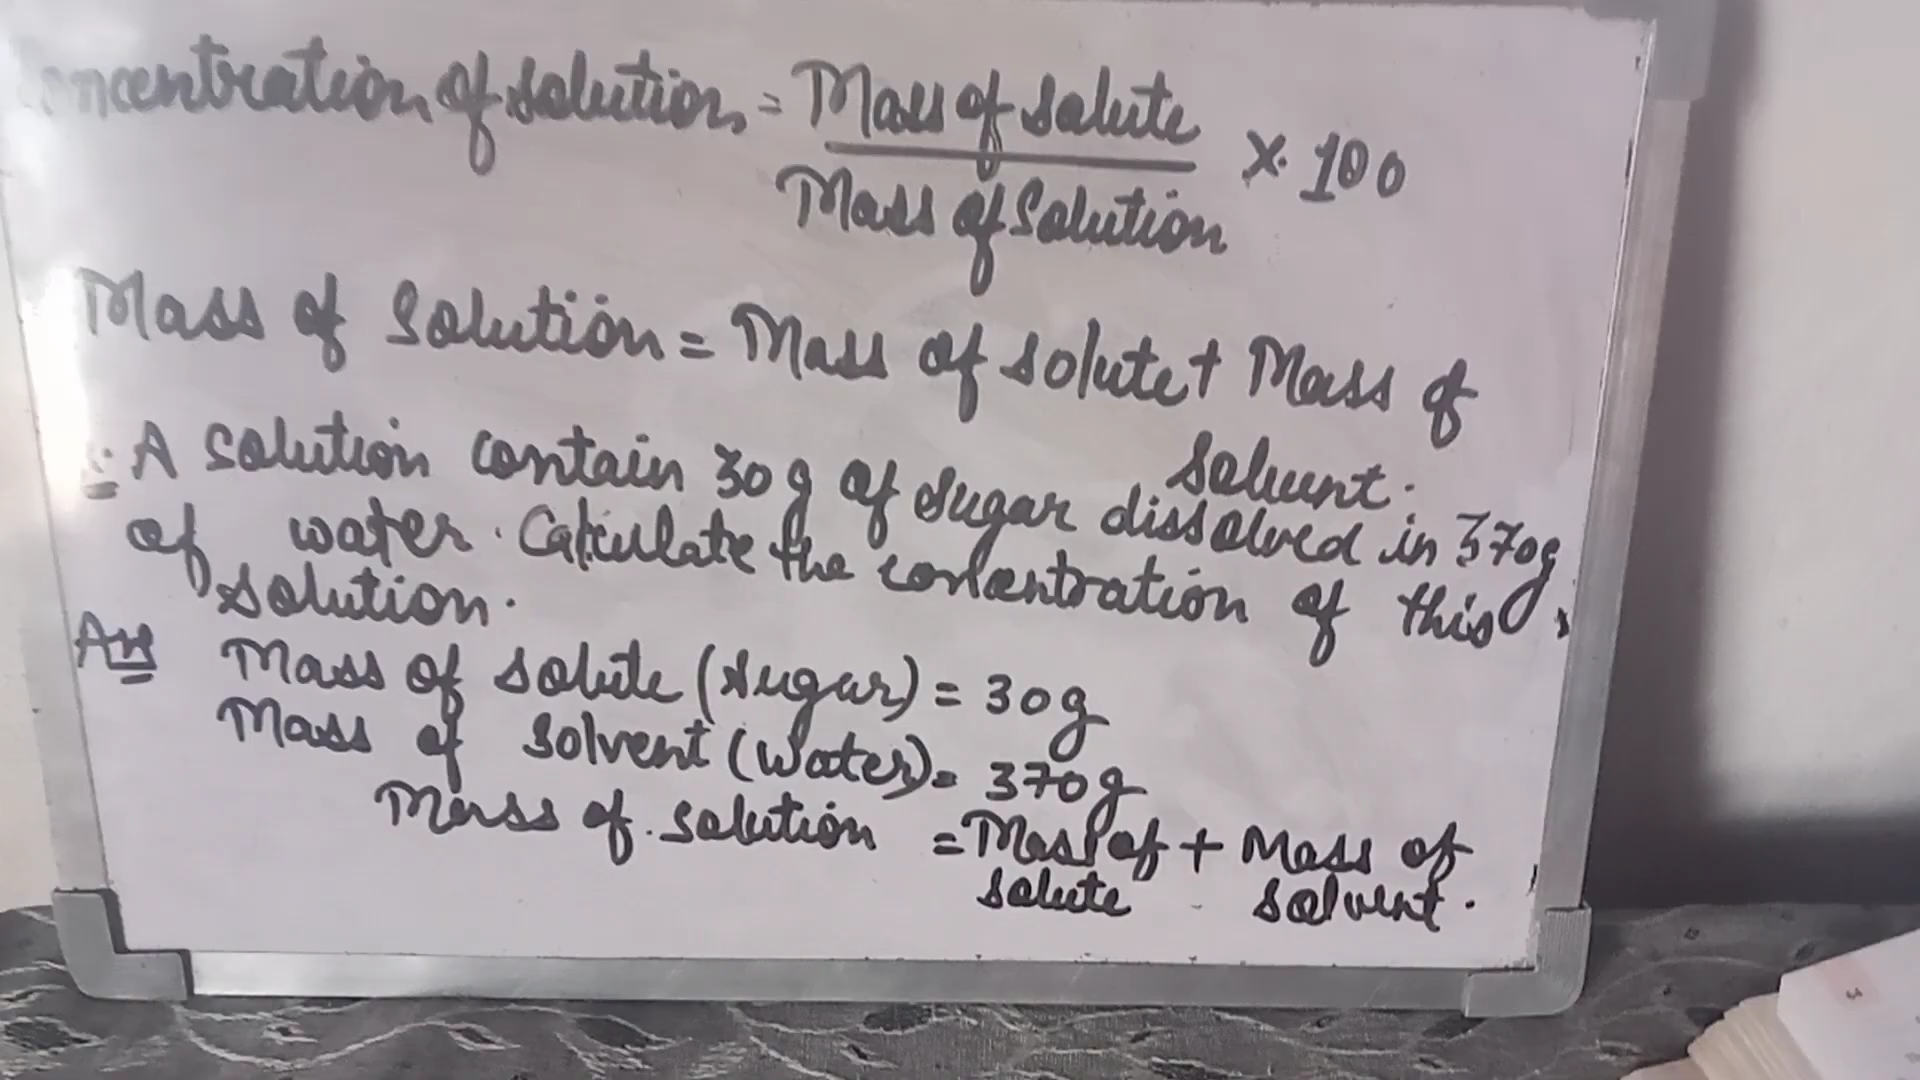 oncentration of solution = Mass of solute × 100
Mass of Solution
Mass of Solution = Mass of solute + Mass of
Solvent.
:- A solution contain 30g of sugar dissolved in 370g
of water. Calculate the concentration of this
solution.
Ans Mass of solute (sugar) = 30g
Mass of Solvent (Water) = 370g
Mass of solution = Mass of + Mass of
solute solvent.